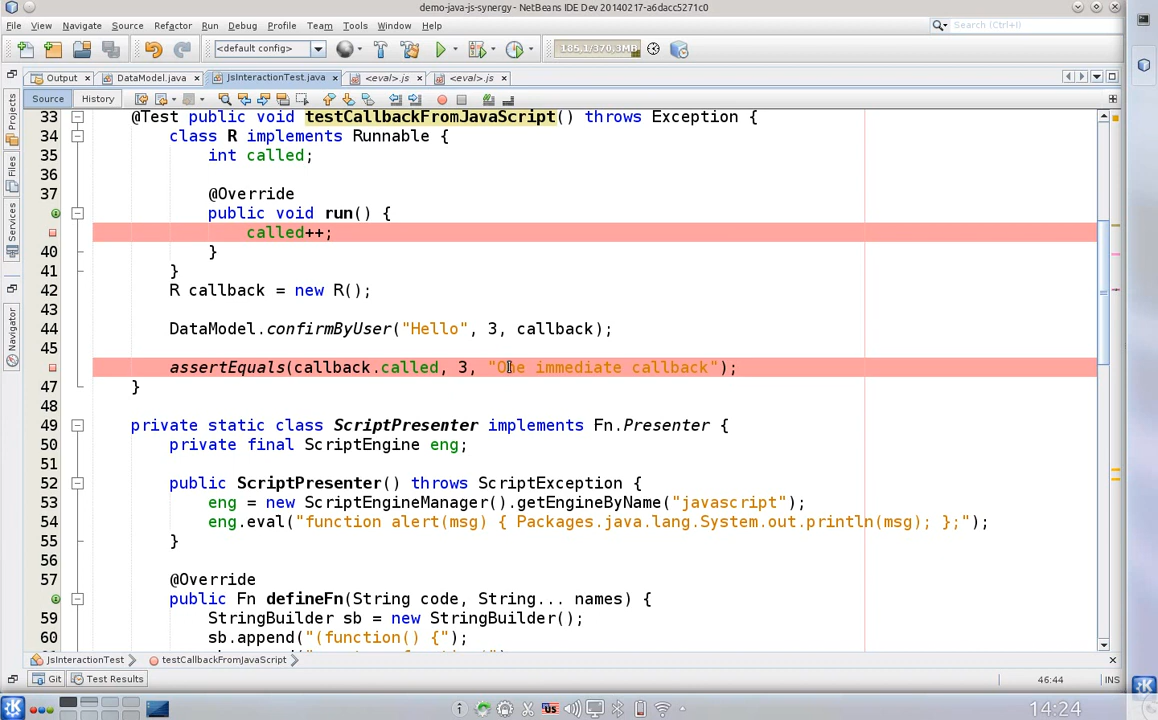 demo-java-js-synergy - NetBeans IDE Dev 20140217-a6dacc5271c0
File Edit View Navigate Source Refactor Run Debug Profile Team Tools Window Help
<default config>
185,1/370,3MB
Search (Ctrl+I)
Output DataModel.java JsInteractionTest.java <eval>.js <eval>.js
Source History
Projects
Files
Services
Navigator
33 @Test public void testCallbackFromJavaScript() throws Exception {
34 class R implements Runnable {
35 int called;
36
37 @Override
public void run() {
called++;
40 }
41 }
42 R callback = new R();
43
44 DataModel.confirmByUser("Hello", 3, callback);
45
assertEquals(callback.called, 3, "One immediate callback");
47 }
48
49 private static class ScriptPresenter implements Fn.Presenter {
50 private final ScriptEngine eng;
51
52 public ScriptPresenter() throws ScriptException {
53 eng = new ScriptEngineManager().getEngineByName("javascript");
54 eng.eval("function alert(msg) { Packages.java.lang.System.out.println(msg); };");
55 }
56
57 @Override
public Fn defineFn(String code, String... names) {
59 StringBuilder sb = new StringBuilder();
60 sb.append("(function() {");
JsInteractionTest testCallbackFromJavaScript
Git Test Results
46:44 INS
us
14:24